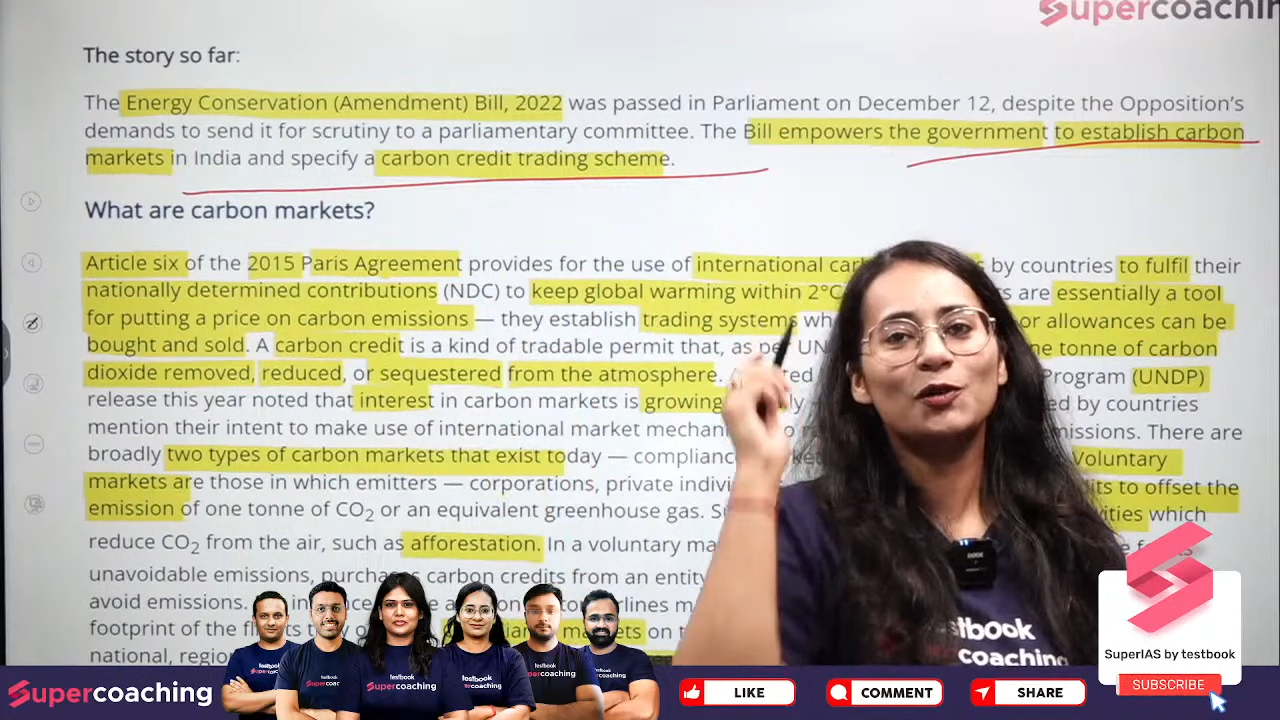 Supercoachin
The story so far:
The Energy Conservation (Amendment) Bill, 2022 was passed in Parliament on December 12, despite the Opposition's
demands to send it for scrutiny to a parliamentary committee. The Bill empowers the government to establish carbon
markets in India and specify a carbon credit trading scheme.
What are carbon markets?
Article six of the 2015 Paris Agreement provides for the use of international by countries to fulfil their
nationally determined contributions (NDC) to keep global warming within 2°C are essentially a tool
for putting a price on carbon emissions — they establish trading systems or allowances can be
bought and sold. A carbon credit is a kind of tradable permit that, as per UN tonne of carbon
dioxide removed, reduced, or sequestered from the atmosphere. Program (UNDP)
release this year noted that interest in carbon markets is growing by countries
mention their intent to make use of international market emissions. There are
broadly two types of carbon markets that exist today — compliance Voluntary
markets are those in which emitters — corporations, private to offset the
emission of one tonne of CO2 or an equivalent greenhouse gas. which
reduce CO2 from the air, such as afforestation. In a voluntary
unavoidable emissions, purchase carbon credits from an entity
avoid emissions.
footprint of the markets on
national,
testbook
coaching
Supercoaching
LIKE
COMMENT
SHARE
SuperIAS by testbook
SUBSCRIBE